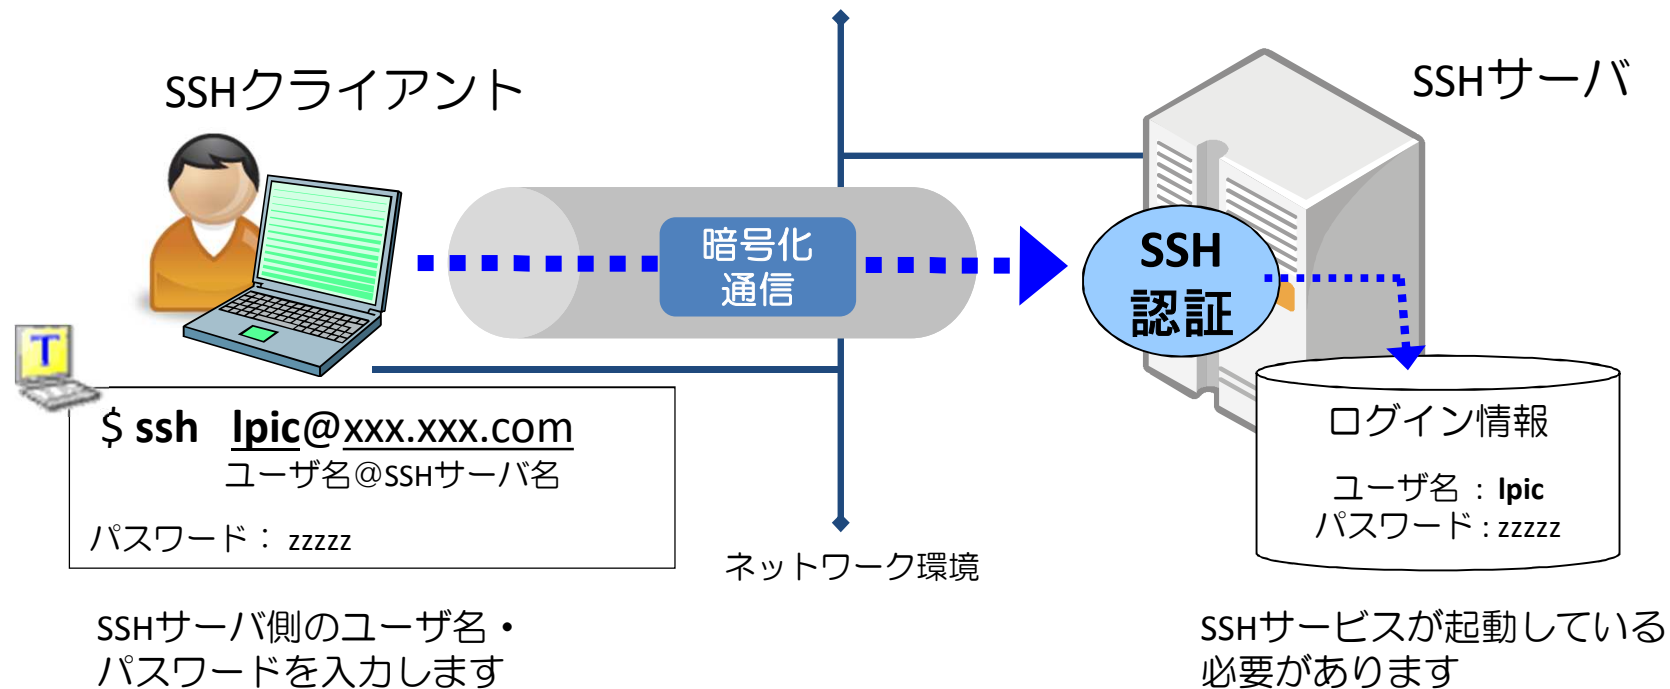 SSHクライアント
SSHサーバ
暗号化
通信
SSH
認証
T
$ ssh lpic@xxx.xxx.com
ユーザ名@SSHサーバ名
パスワード： zzzzz
ログイン情報
ユーザ名 : lpic
パスワード : zzzzz
ネットワーク環境
SSHサーバ側のユーザ名・
パスワードを入力します
SSHサービスが起動している
必要があります